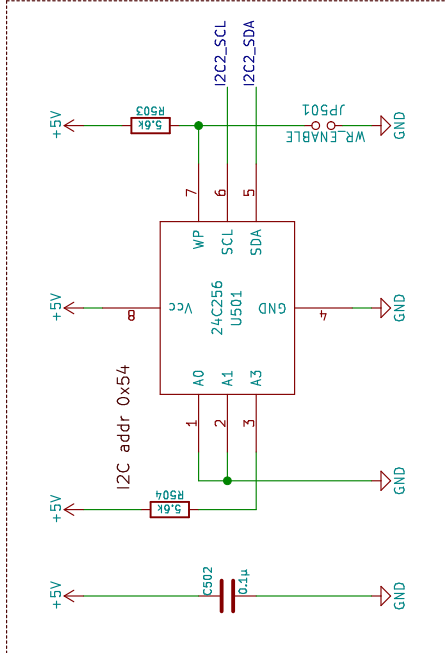 I2C2_SCL
I2C2_SDA
+5V
R503
5.6k
JP501
WR_ENABLE
GND
7
6
5
WP
SCL
SDA
+5V
8
Vcc
24C256
U501
GND
4
GND
A0
A1
A3
1
2
3
I2C addr 0x54
+5V
R504
5.6k
GND
+5V
C502
0.1µ
GND